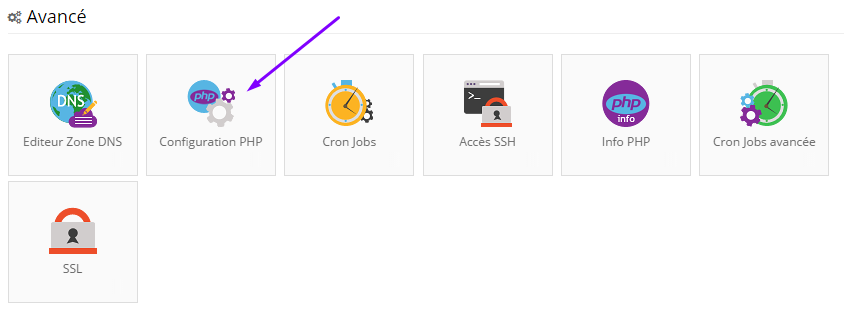 Avancé
DNS
php
>_
php
info
Editeur Zone DNS
Configuration PHP
Cron Jobs
Accès SSH
Info PHP
Cron Jobs avancée
SSL